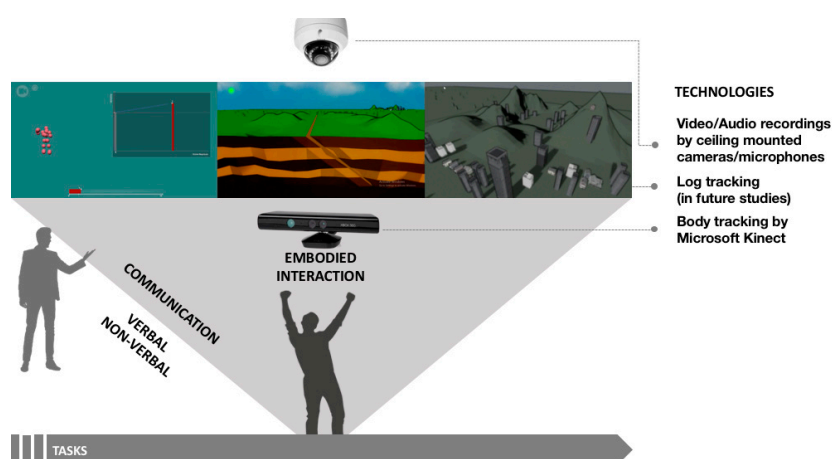 TECHNOLOGIES
Video/Audio recordings
by ceiling mounted
cameras/microphones
Log tracking
(in future studies)
Body tracking by
Microsoft Kinect
EMBODIED
INTERACTION
COMMUNICATION
VERBAL
NON-VERBAL
TASKS